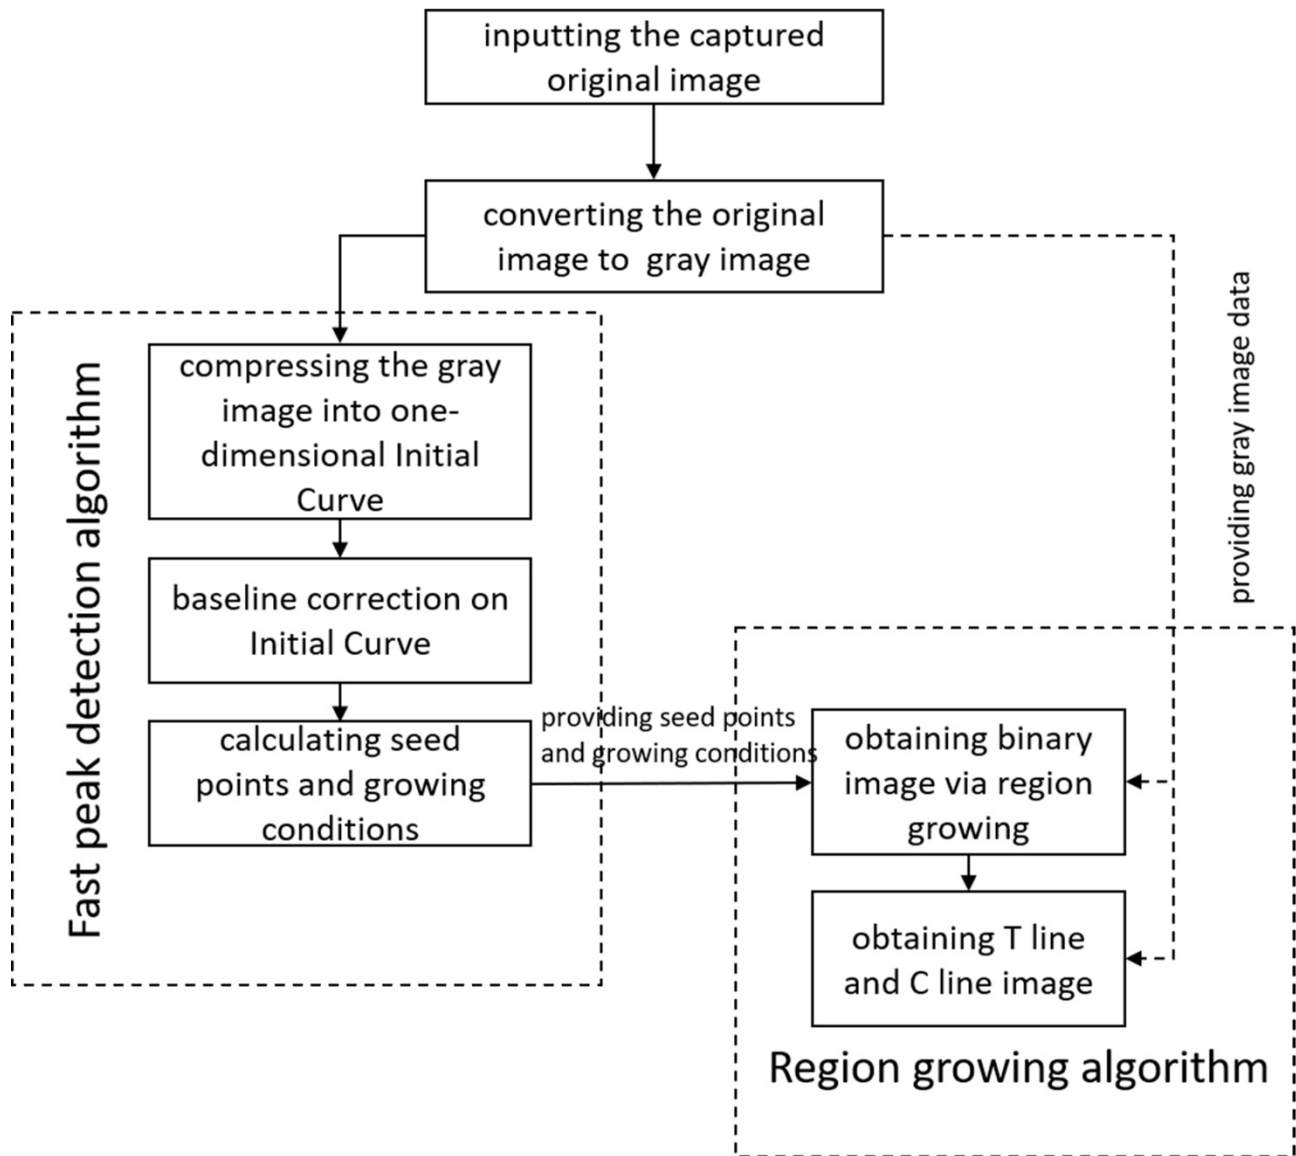 inputting the captured
original image
converting the original
image to  gray image
providing gray image data
Fast peak detection algorithm
compressing the gray
image into one-
dimensional Initial
Curve
baseline correction on
Initial Curve
calculating seed
points and growing
conditions
providing seed points
and growing conditions
obtaining binary
image via region
growing
obtaining T line
and C line image
Region growing algorithm